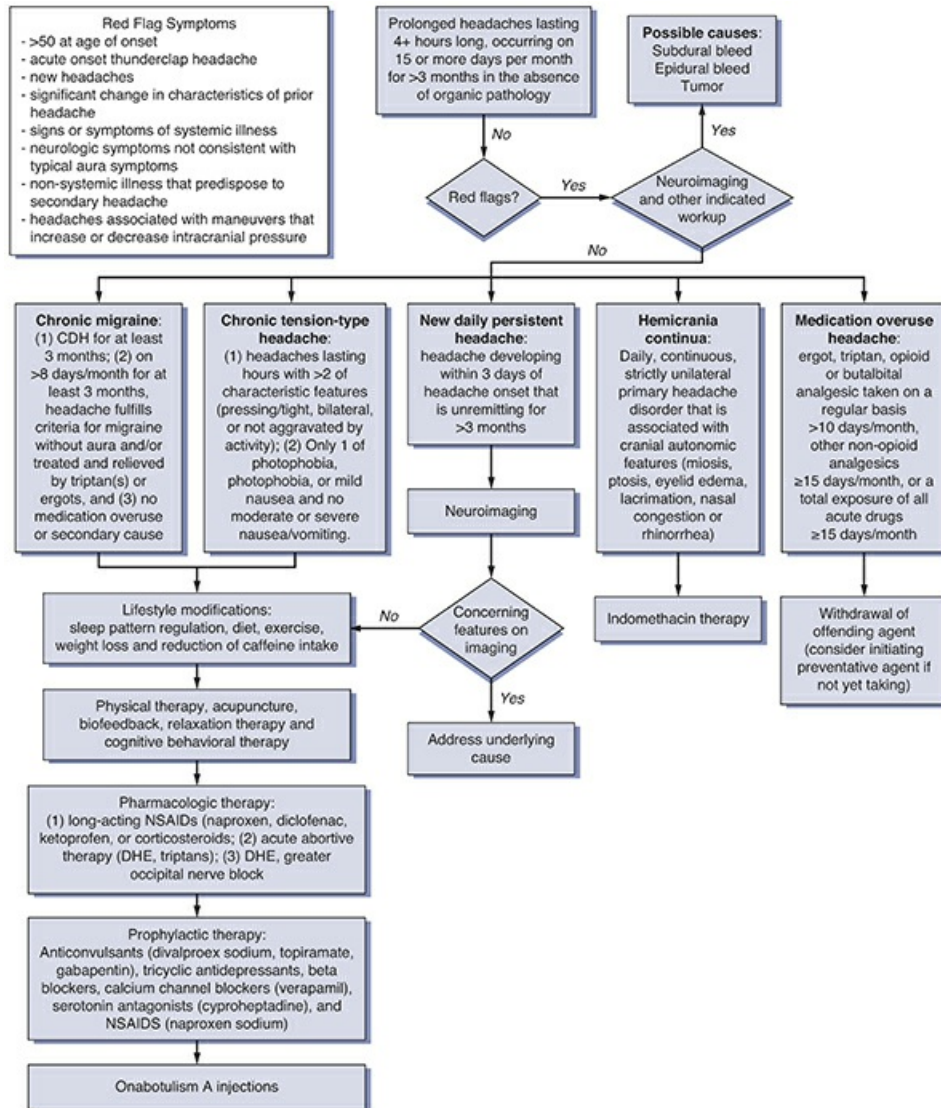 Red Flag Symptoms
- >50 at age of onset
- acute onset thunderclap headache
- new headaches
- significant change in characteristics of prior
headache
- signs or symptoms of systemic illness
- neurologic symptoms not consistent with
typical aura symptoms
- non-systemic illness that predispose to
secondary headache
- headaches associated with maneuvers that
increase or decrease intracranial pressure
Prolonged headaches lasting
4+ hours long, occurring on
15 or more days per month
for >3 months in the absence
of organic pathology
Possible causes:
Subdural bleed
Epidural bleed
Tumor
No
Yes
Red flags?
Yes
Neuroimaging
and other indicated
workup
No
Chronic migraine:
(1) CDH for at least
3 months; (2) on
>8 days/month for at
least 3 months,
headache fulfills
criteria for migraine
without aura and/or
treated and relieved
by triptan(s) or
ergots, and (3) no
medication overuse
or secondary cause
Chronic tension-type
headache:
(1) headaches lasting
hours with >2 of
characteristic features
(pressing/tight, bilateral,
or not aggravated by
activity); (2) Only 1 of
photophobia,
photophobia, or mild
nausea and no
moderate or severe
nausea/vomiting.
New daily persistent
headache:
headache developing
within 3 days of
headache onset that
is unremitting for
>3 months
Hemicrania
continua:
Daily, continuous,
strictly unilateral
primary headache
disorder that is
associated with
cranial autonomic
features (miosis,
ptosis, eyelid edema,
lacrimation, nasal
congestion or
rhinorrhea)
Medication overuse
headache:
ergot, triptan, opioid
or butalbital
analgesic taken on a
regular basis
>10 days/month,
other non-opioid
analgesics
≥15 days/month, or a
total exposure of all
acute drugs
≥15 days/month
Neuroimaging
Lifestyle modifications:
sleep pattern regulation, diet, exercise,
weight loss and reduction of caffeine intake
No
Concerning
features on
imaging
Indomethacin therapy
Withdrawal of
offending agent
(consider initiating
preventative agent if
not yet taking)
Yes
Physical therapy, acupuncture,
biofeedback, relaxation therapy and
cognitive behavioral therapy
Address underlying
cause
Pharmacologic therapy:
(1) long-acting NSAIDs (naproxen, diclofenac,
ketoprofen, or corticosteroids; (2) acute abortive
therapy (DHE, triptans); (3) DHE, greater
occipital nerve block
Prophylactic therapy:
Anticonvulsants (divalproex sodium, topiramate,
gabapentin), tricyclic antidepressants, beta
blockers, calcium channel blockers (verapamil),
serotonin antagonists (cyproheptadine), and
NSAIDS (naproxen sodium)
Onabotulism A injections